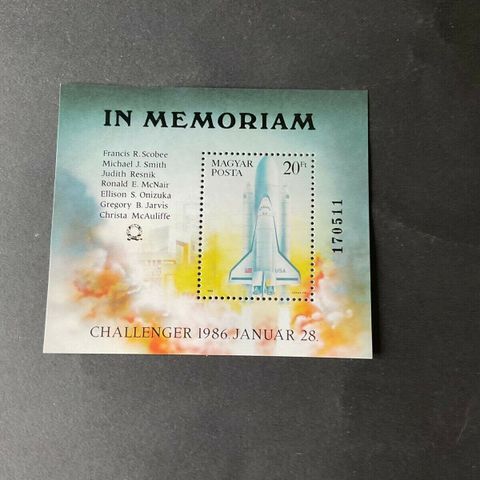 IN MEMORIAM
Francis R. Scobee
Michael J. Smith
Judith Resnik
Ronald E. McNair
Ellison S. Onizuka
Gregory B. Jarvis
Christa McAuliffe
MAGYAR
POSTA
20Ft
USA
170511
CHALLENGER 1986. JANUÁR 28.